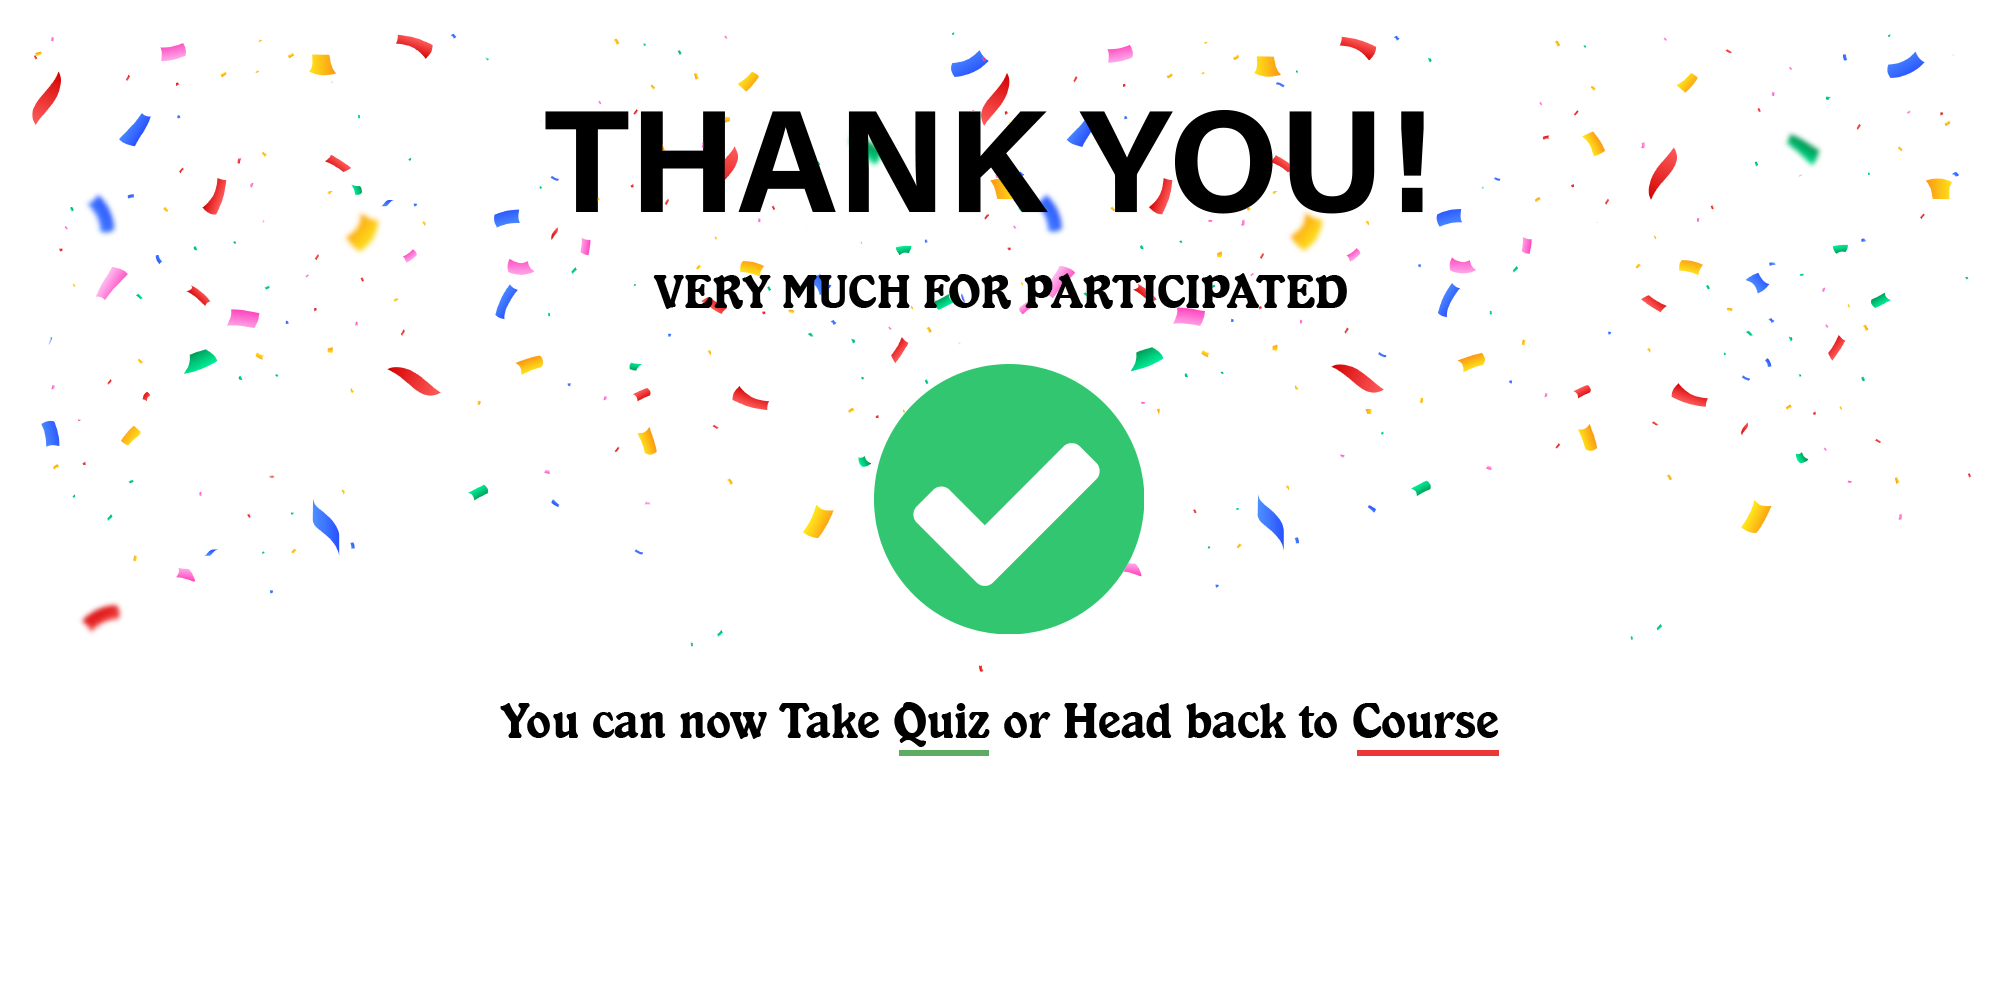 THANK YOU!
VERY MUCH FOR PARTICIPATED
You can now Take Quiz or Head back to Course